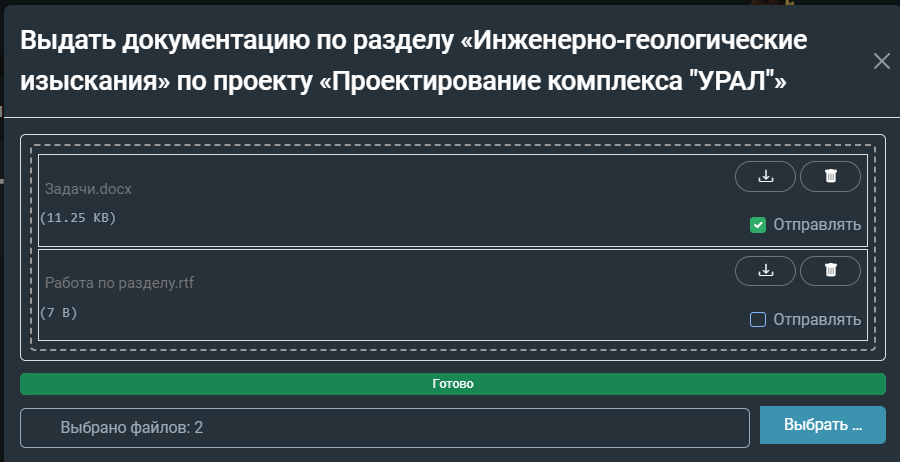 Выдать документацию по разделу «Инженерно-геологические
изыскания» по проекту «Проектирование комплекса "УРАЛ"»
Задачи.docx
(11.25 KB)
Отправлять
Работа по разделу.rtf
(7 B)
Отправлять
Готово
Выбрано файлов: 2
Выбрать ...